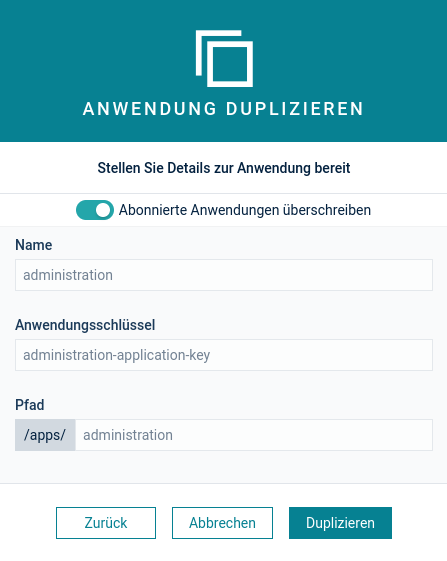 ANWENDUNG DUPLIZIEREN
Stellen Sie Details zur Anwendung bereit
Abonnierte Anwendungen überschreiben
Name
administration
Anwendungsschlüssel
administration-application-key
Pfad
/apps/ administration
Zurück Abbrechen Duplizieren